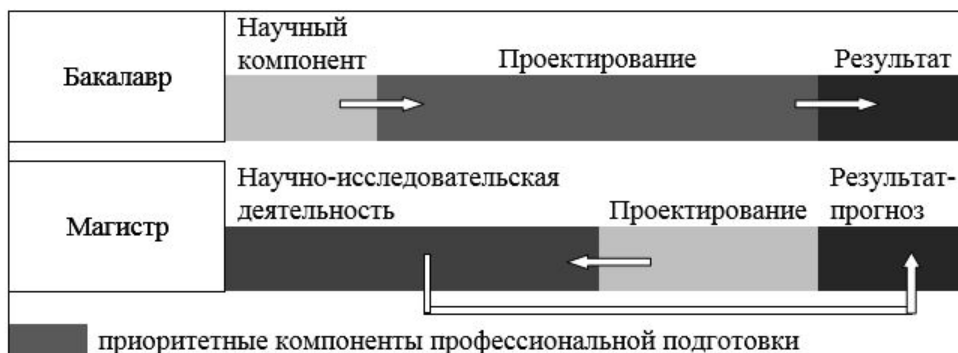 Бакалавр
Научный
компонент
Проектирование
Результат
Магистр
Научно-исследовательская
деятельность
Проектирование
Результат-
прогноз
приоритетные компоненты профессиональной подготовки